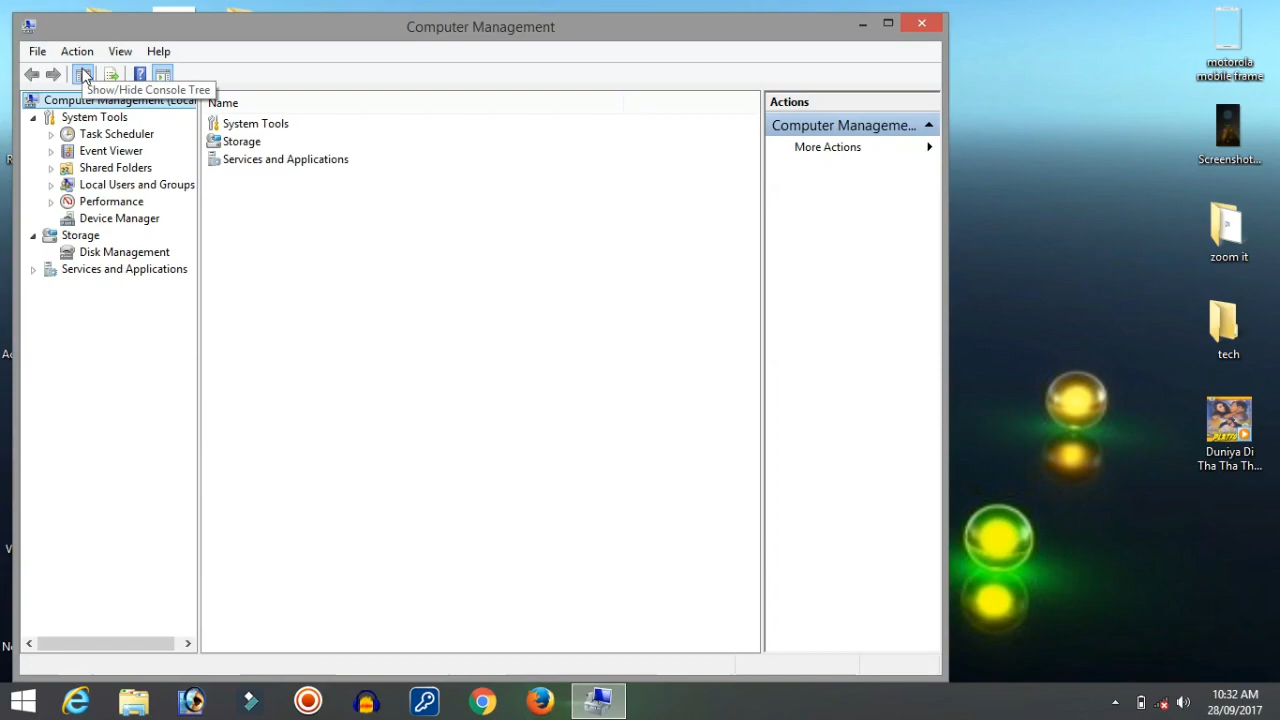 Computer Management
File Action View Help
Show/Hide Console Tree
Computer Management (Local
System Tools
Task Scheduler
Event Viewer
Shared Folders
Local Users and Groups
Performance
Device Manager
Storage
Disk Management
Services and Applications
Name
System Tools
Storage
Services and Applications
Actions
Computer Manageme...
More Actions
motorola
mobile frame
Screenshot...
zoom it
tech
Duniya Di
Tha Tha Th...
10:32 AM
28/09/2017